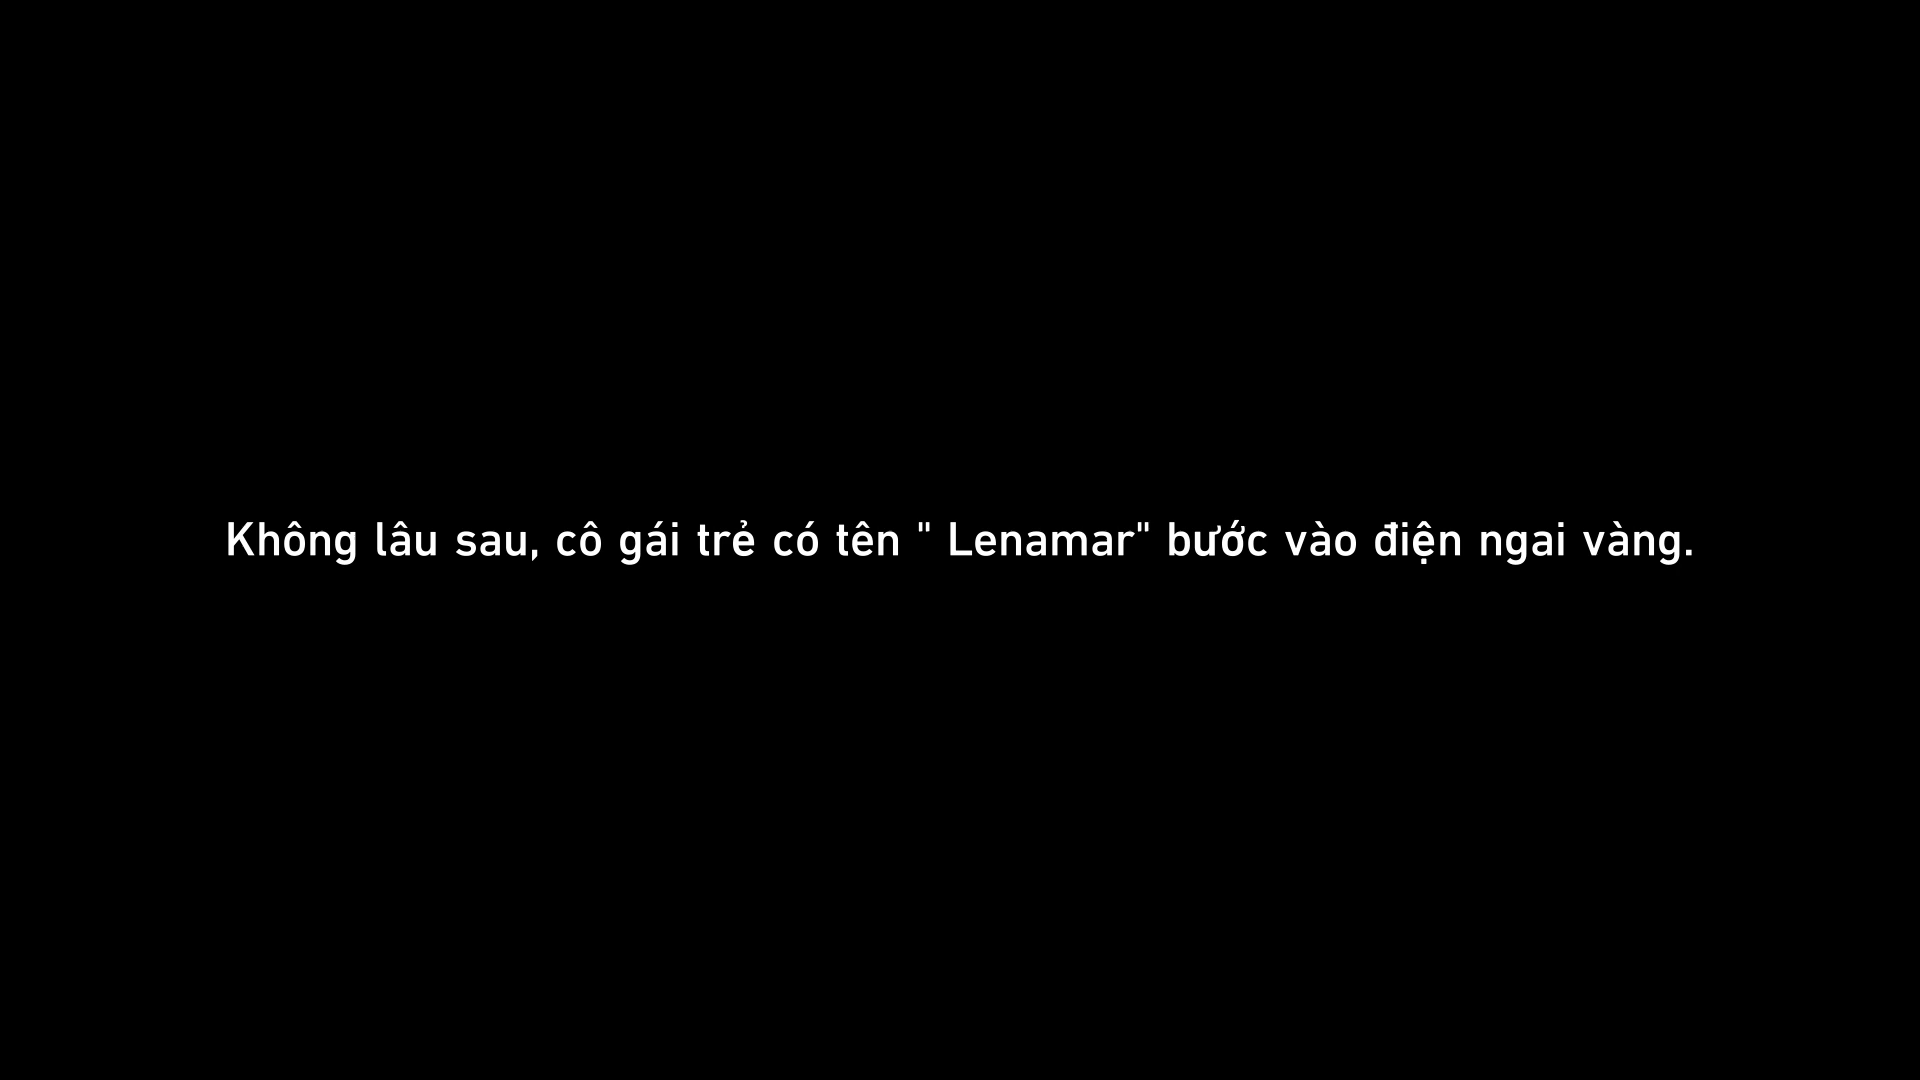 Không lâu sau, cô gái trẻ có tên " Lenamar" bước vào điện ngai vàng.